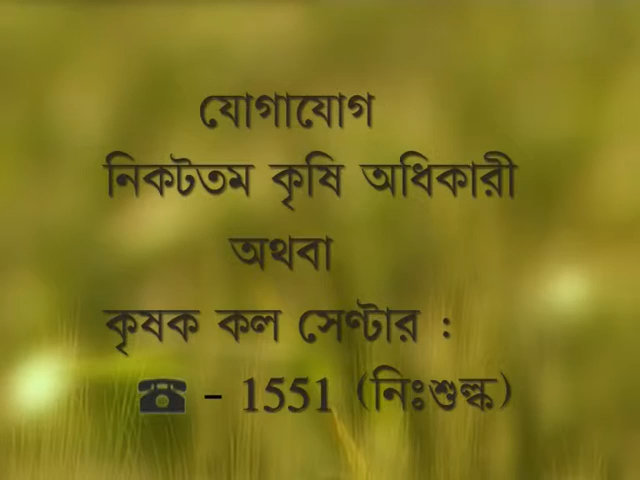 যোগাযোগ
নিকটতম কৃষি অধিকারী
অথবা
কৃষক কল সেণ্টার :
☎ - 1551 (নিঃশুল্ক)